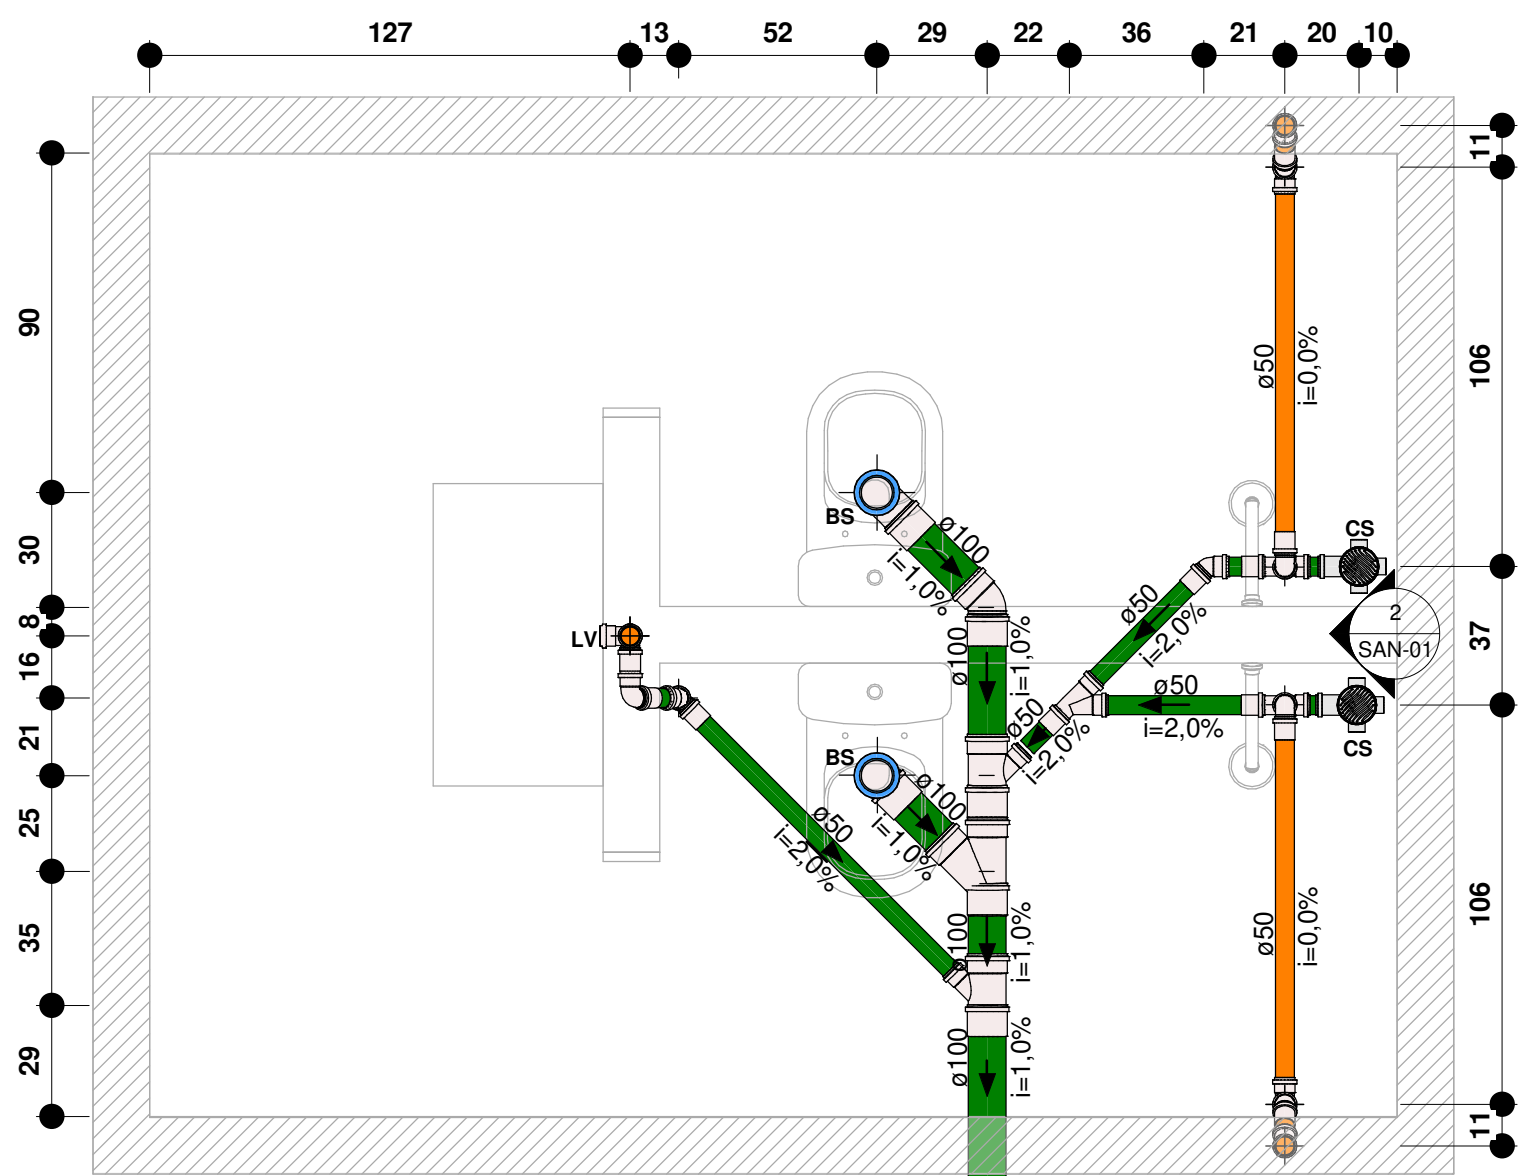 127
13
52
29
22
36
21
20
10
11
106
37
106
11
90
30
8
16
21
25
35
29
ø50
i=0,0%
BS
ø100
i=1,0%
CS
ø50
i=2,0%
2
SAN-01
LV
ø100
i=1,0%
ø50
i=2,0%
ø50
i=2,0%
CS
BS
ø100
i=1,0%
ø50
i=2,0%
ø100
i=1,0%
ø50
i=0,0%
ø100
i=1,0%